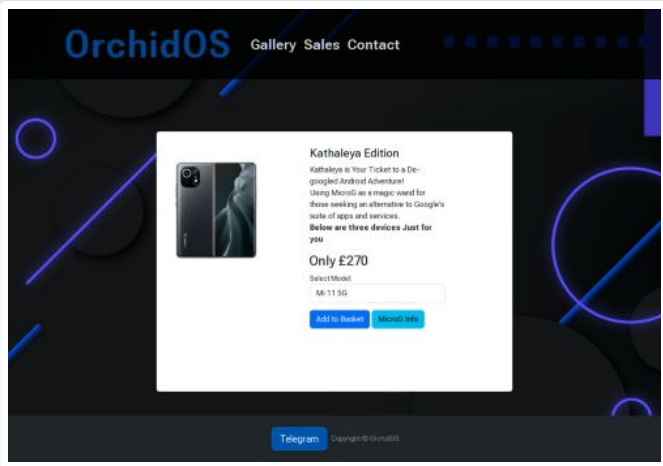 OrchidOS
Gallery Sales Contact
Kathaleya Edition
Kathaleya is Your Ticket to a De-
googled Android Adventure!
Using MicroG as a magic wand for
those seeking an alternative to Google's
suite of apps and services.
Below are three devices Just for
you
Only £270
Select Model:
Mi 11 5G
Add to Basket MicroG Info
Telegram Copyright © OrchidOS